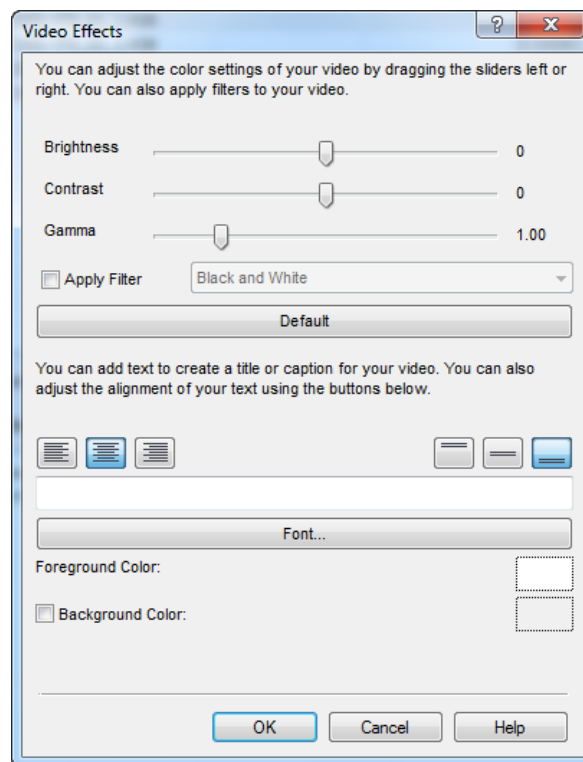 Video Effects
You can adjust the color settings of your video by dragging the sliders left or
right. You can also apply filters to your video.
Brightness 0
Contrast 0
Gamma 1.00
Apply Filter Black and White
Default
You can add text to create a title or caption for your video. You can also
adjust the alignment of your text using the buttons below.
Font...
Foreground Color:
Background Color:
OK Cancel Help